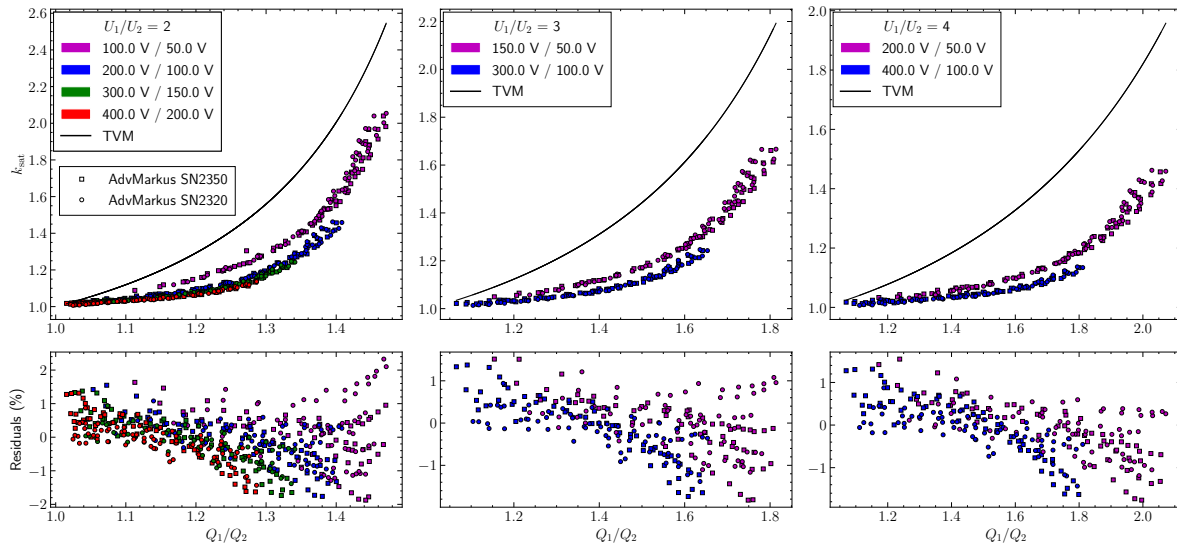 U₁/U₂ = 2
100.0 V / 50.0 V
200.0 V / 100.0 V
300.0 V / 150.0 V
400.0 V / 200.0 V
TVM
AdvMarkus SN2350
AdvMarkus SN2320
k_sat
2.6
2.4
2.2
2.0
1.8
1.6
1.4
1.2
1.0
1.0 1.1 1.2 1.3 1.4
U₁/U₂ = 3
150.0 V / 50.0 V
300.0 V / 100.0 V
TVM
2.2
2.0
1.8
1.6
1.4
1.2
1.0
1.2 1.4 1.6 1.8
U₁/U₂ = 4
200.0 V / 50.0 V
400.0 V / 100.0 V
TVM
2.0
1.8
1.6
1.4
1.2
1.0
1.2 1.4 1.6 1.8 2.0
Residuals (%)
2
1
0
−1
−2
1.0 1.1 1.2 1.3 1.4
Q₁/Q₂
1
0
−1
1.2 1.4 1.6 1.8
Q₁/Q₂
1
0
−1
1.2 1.4 1.6 1.8 2.0
Q₁/Q₂